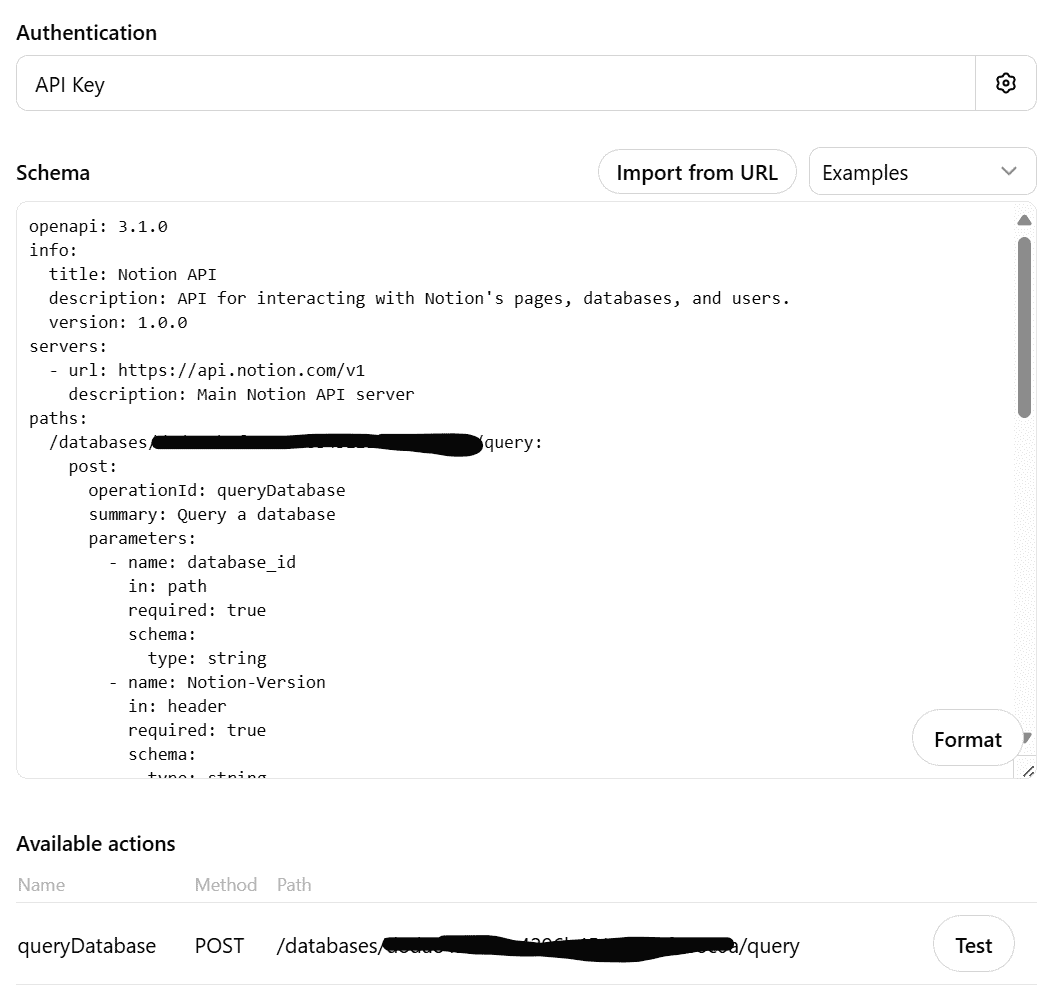 Authentication
API Key
Schema
Import from URL
Examples
openapi: 3.1.0
info:
title: Notion API
description: API for interacting with Notion's pages, databases, and users.
version: 1.0.0
servers:
- url: https://api.notion.com/v1
description: Main Notion API server
paths:
/databases/ /query:
post:
operationId: queryDatabase
summary: Query a database
parameters:
- name: database_id
in: path
required: true
schema:
type: string
- name: Notion-Version
in: header
required: true
schema:
type: string
Format
Available actions
Name Method Path
queryDatabase POST /databases/ /query Test